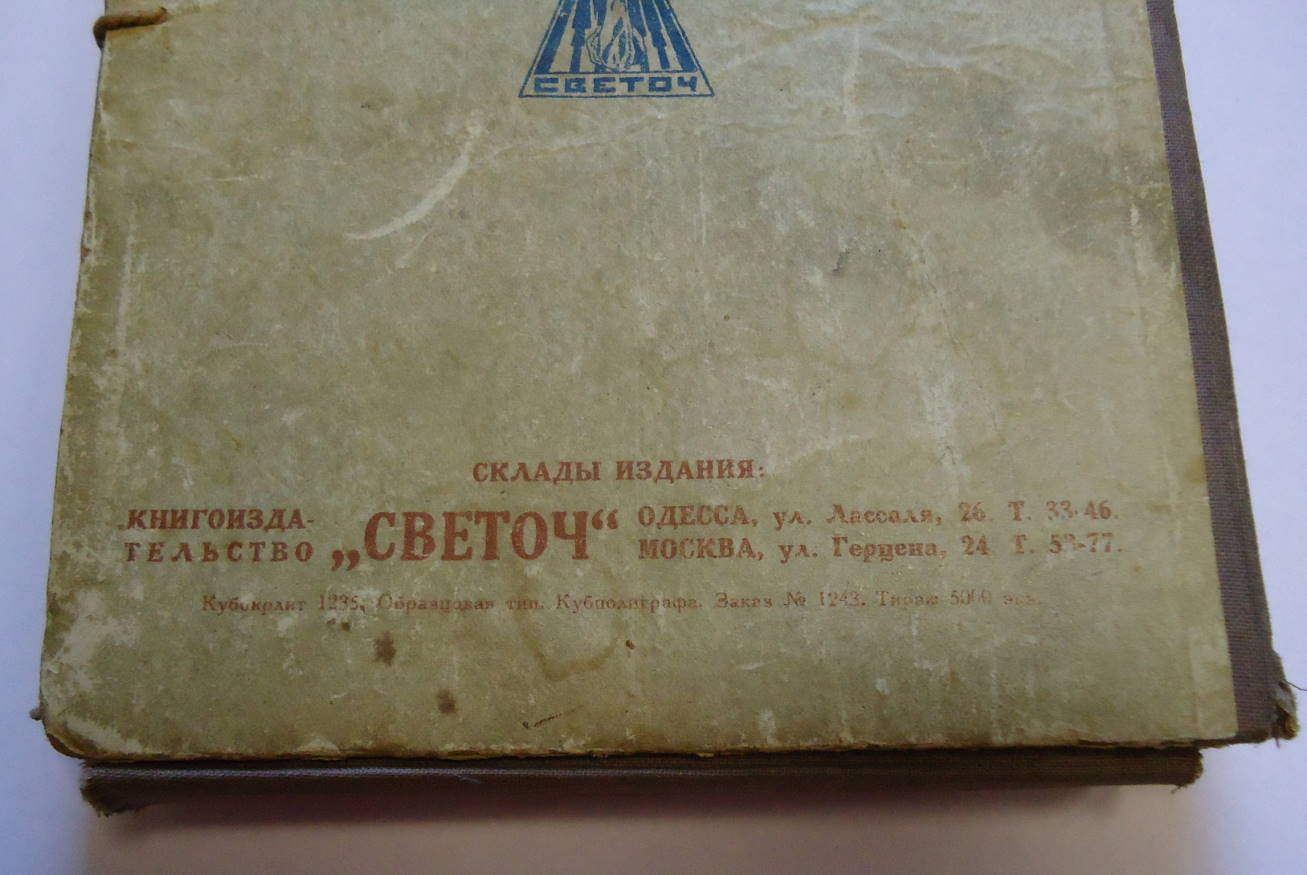 СВЕТОЧ
СКЛАДЫ ИЗДАНИЯ:
КНИГОИЗДА-
ТЕЛЬСТВО
„СВЕТОЧ“
ОДЕССА, ул. Лассаля, 26 Т. 33-46.
МОСКВА, ул. Герцена, 24 Т. 53-77.
Кубокрлит 1235. Образцовая тип. Кубполиграфа. Заказ № 1243. Тираж 5000 экз.